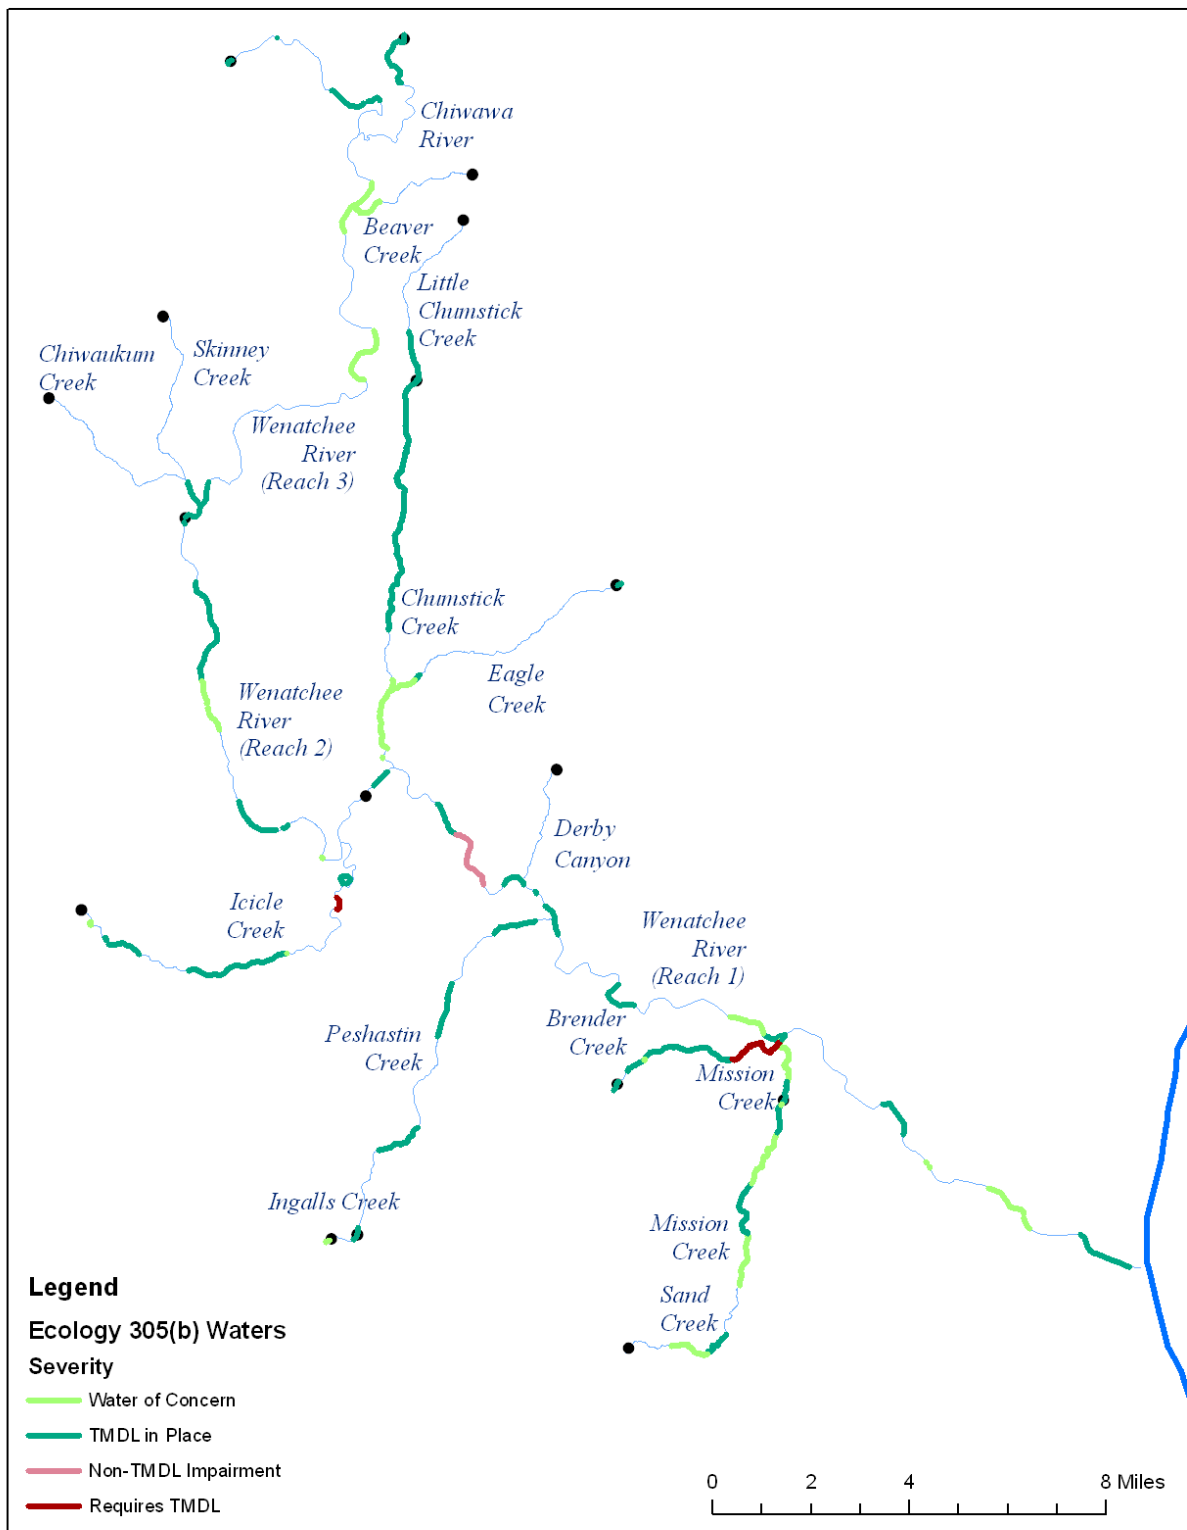 Chiwawa
River
Beaver
Creek
Little
Chumstick
Creek
Skinney
Creek
Chiwaukum
Creek
Wenatchee
River
(Reach 3)
Chumstick
Creek
Eagle
Creek
Wenatchee
River
(Reach 2)
Derby
Canyon
Icicle
Creek
Wenatchee
River
(Reach 1)
Brender
Creek
Peshastin
Creek
Mission
Creek
Ingalls Creek
Mission
Creek
Sand
Creek
Legend
Ecology 305(b) Waters
Severity
Water of Concern
TMDL in Place
Non-TMDL Impairment
Requires TMDL
0 2 4 8 Miles